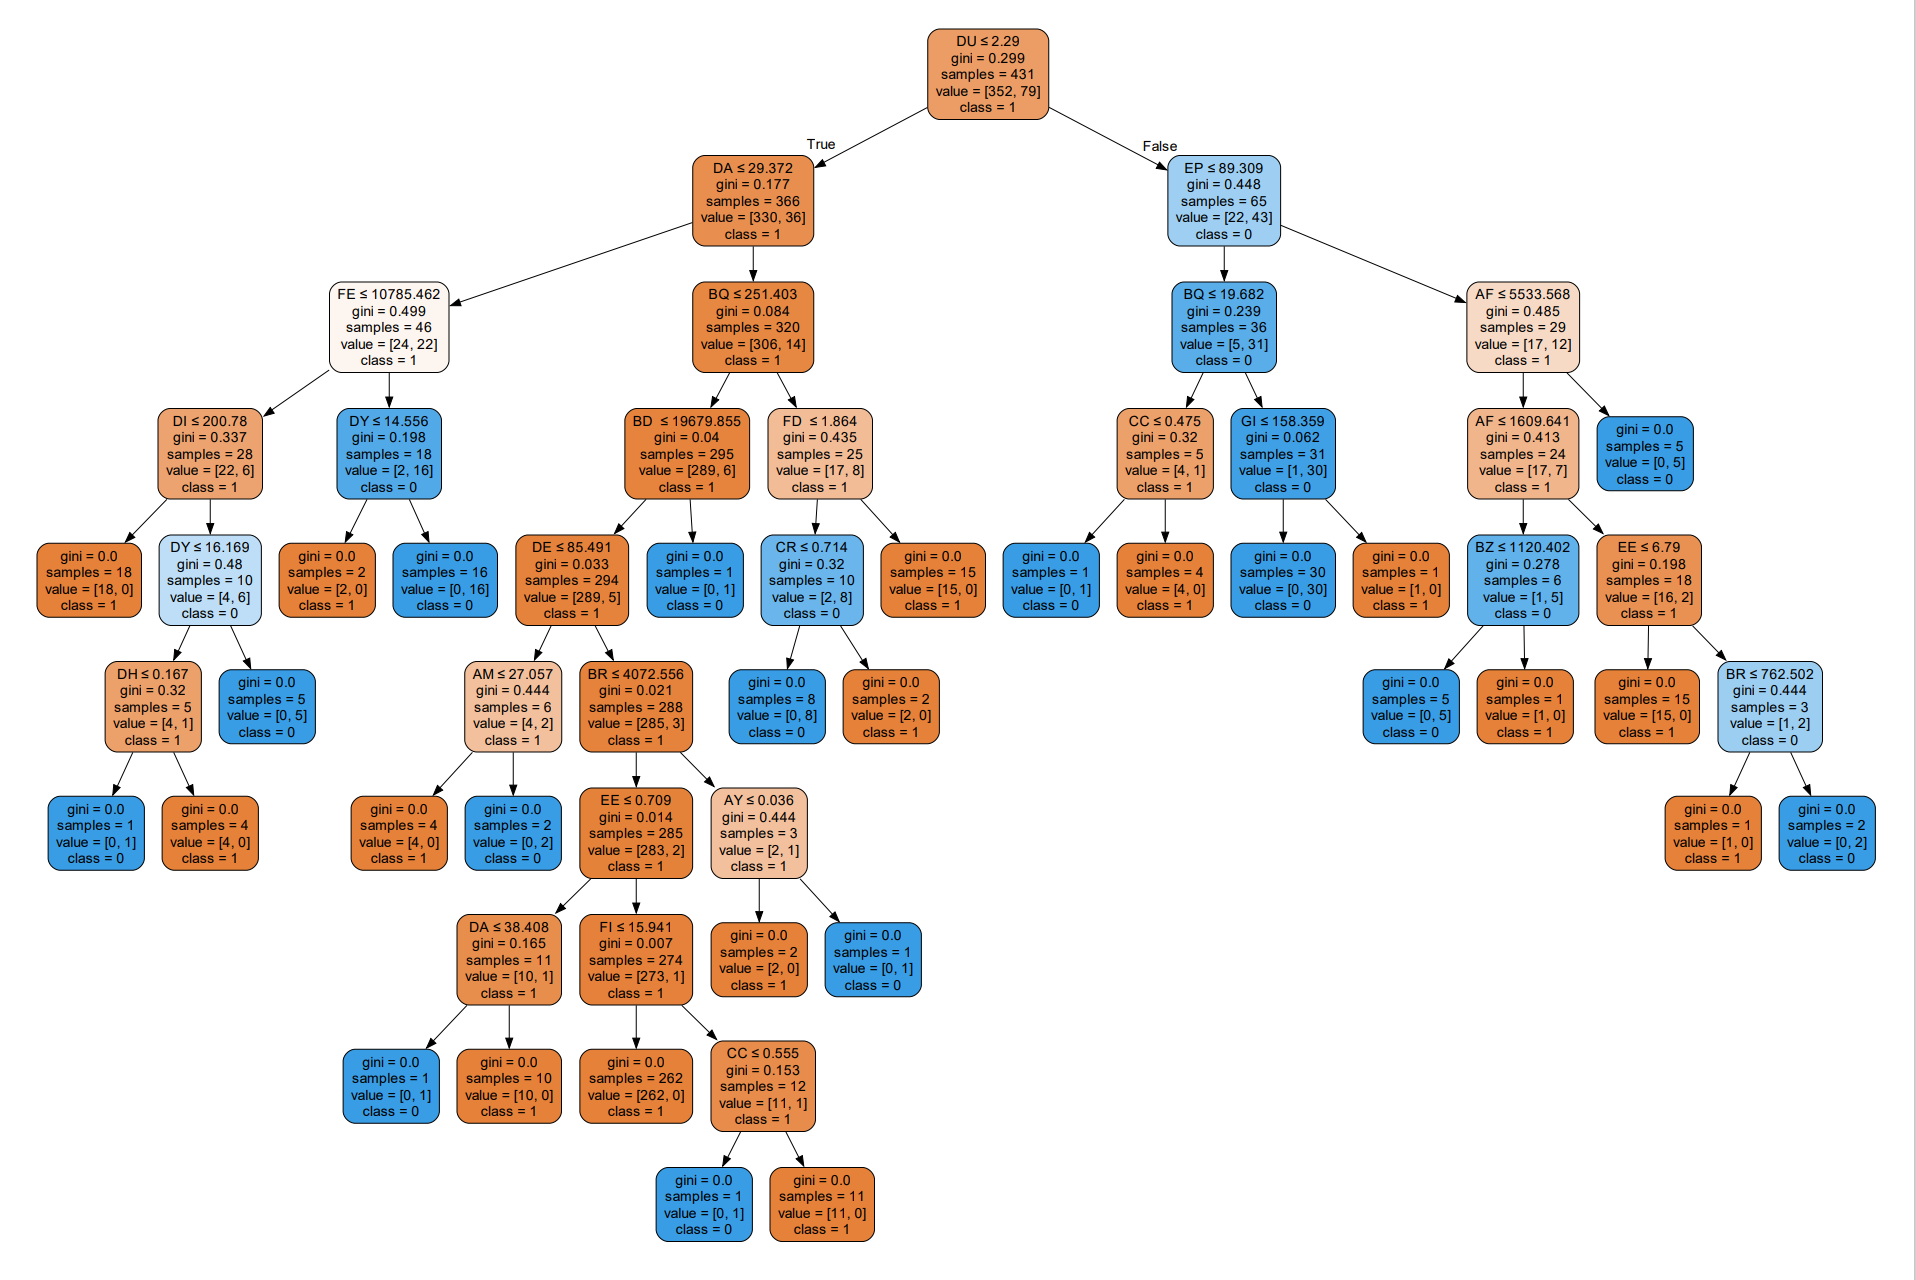 DU ≤ 2.29
gini = 0.299
samples = 431
value = [352, 79]
class = 1
True
False
DA ≤ 29.372
gini = 0.177
samples = 366
value = [330, 36]
class = 1
EP ≤ 89.309
gini = 0.448
samples = 65
value = [22, 43]
class = 0
FE ≤ 10785.462
gini = 0.499
samples = 46
value = [24, 22]
class = 1
BQ ≤ 251.403
gini = 0.084
samples = 320
value = [306, 14]
class = 1
BQ ≤ 19.682
gini = 0.239
samples = 36
value = [5, 31]
class = 0
AF ≤ 5533.568
gini = 0.485
samples = 29
value = [17, 12]
class = 1
DI ≤ 200.78
gini = 0.337
samples = 28
value = [22, 6]
class = 1
DY ≤ 14.556
gini = 0.198
samples = 18
value = [2, 16]
class = 0
BD  ≤ 19679.855
gini = 0.04
samples = 295
value = [289, 6]
class = 1
FD  ≤ 1.864
gini = 0.435
samples = 25
value = [17, 8]
class = 1
CC ≤ 0.475
gini = 0.32
samples = 5
value = [4, 1]
class = 1
GI ≤ 158.359
gini = 0.062
samples = 31
value = [1, 30]
class = 0
AF ≤ 1609.641
gini = 0.413
samples = 24
value = [17, 7]
class = 1
gini = 0.0
samples = 5
value = [0, 5]
class = 0
gini = 0.0
samples = 18
value = [18, 0]
class = 1
DY ≤ 16.169
gini = 0.48
samples = 10
value = [4, 6]
class = 0
gini = 0.0
samples = 2
value = [2, 0]
class = 1
gini = 0.0
samples = 16
value = [0, 16]
class = 0
DE ≤ 85.491
gini = 0.033
samples = 294
value = [289, 5]
class = 1
gini = 0.0
samples = 1
value = [0, 1]
class = 0
CR ≤ 0.714
gini = 0.32
samples = 10
value = [2, 8]
class = 0
gini = 0.0
samples = 15
value = [15, 0]
class = 1
gini = 0.0
samples = 1
value = [0, 1]
class = 0
gini = 0.0
samples = 4
value = [4, 0]
class = 1
gini = 0.0
samples = 30
value = [0, 30]
class = 0
gini = 0.0
samples = 1
value = [1, 0]
class = 1
BZ ≤ 1120.402
gini = 0.278
samples = 6
value = [1, 5]
class = 0
EE ≤ 6.79
gini = 0.198
samples = 18
value = [16, 2]
class = 1
DH ≤ 0.167
gini = 0.32
samples = 5
value = [4, 1]
class = 1
gini = 0.0
samples = 5
value = [0, 5]
class = 0
AM ≤ 27.057
gini = 0.444
samples = 6
value = [4, 2]
class = 1
BR ≤ 4072.556
gini = 0.021
samples = 288
value = [285, 3]
class = 1
gini = 0.0
samples = 8
value = [0, 8]
class = 0
gini = 0.0
samples = 2
value = [2, 0]
class = 1
gini = 0.0
samples = 5
value = [0, 5]
class = 0
gini = 0.0
samples = 1
value = [1, 0]
class = 1
gini = 0.0
samples = 15
value = [15, 0]
class = 1
BR ≤ 762.502
gini = 0.444
samples = 3
value = [1, 2]
class = 0
gini = 0.0
samples = 1
value = [0, 1]
class = 0
gini = 0.0
samples = 4
value = [4, 0]
class = 1
gini = 0.0
samples = 4
value = [4, 0]
class = 1
gini = 0.0
samples = 2
value = [0, 2]
class = 0
EE ≤ 0.709
gini = 0.014
samples = 285
value = [283, 2]
class = 1
AY ≤ 0.036
gini = 0.444
samples = 3
value = [2, 1]
class = 1
gini = 0.0
samples = 1
value = [1, 0]
class = 1
gini = 0.0
samples = 2
value = [0, 2]
class = 0
DA ≤ 38.408
gini = 0.165
samples = 11
value = [10, 1]
class = 1
FI ≤ 15.941
gini = 0.007
samples = 274
value = [273, 1]
class = 1
gini = 0.0
samples = 2
value = [2, 0]
class = 1
gini = 0.0
samples = 1
value = [0, 1]
class = 0
gini = 0.0
samples = 1
value = [0, 1]
class = 0
gini = 0.0
samples = 10
value = [10, 0]
class = 1
gini = 0.0
samples = 262
value = [262, 0]
class = 1
CC ≤ 0.555
gini = 0.153
samples = 12
value = [11, 1]
class = 1
gini = 0.0
samples = 1
value = [0, 1]
class = 0
gini = 0.0
samples = 11
value = [11, 0]
class = 1